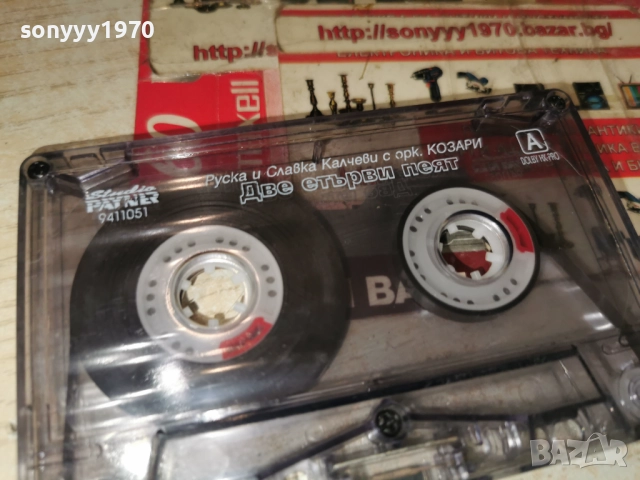 sonyyy1970
http://sonyyy1970.bazar.bg/
maxell
Studio
PAYNER
9411051
Руска и Славка Калчеви с орк. КОЗАРИ
Две етърви пеят
A
DOLBY HX PRO
BAZAR